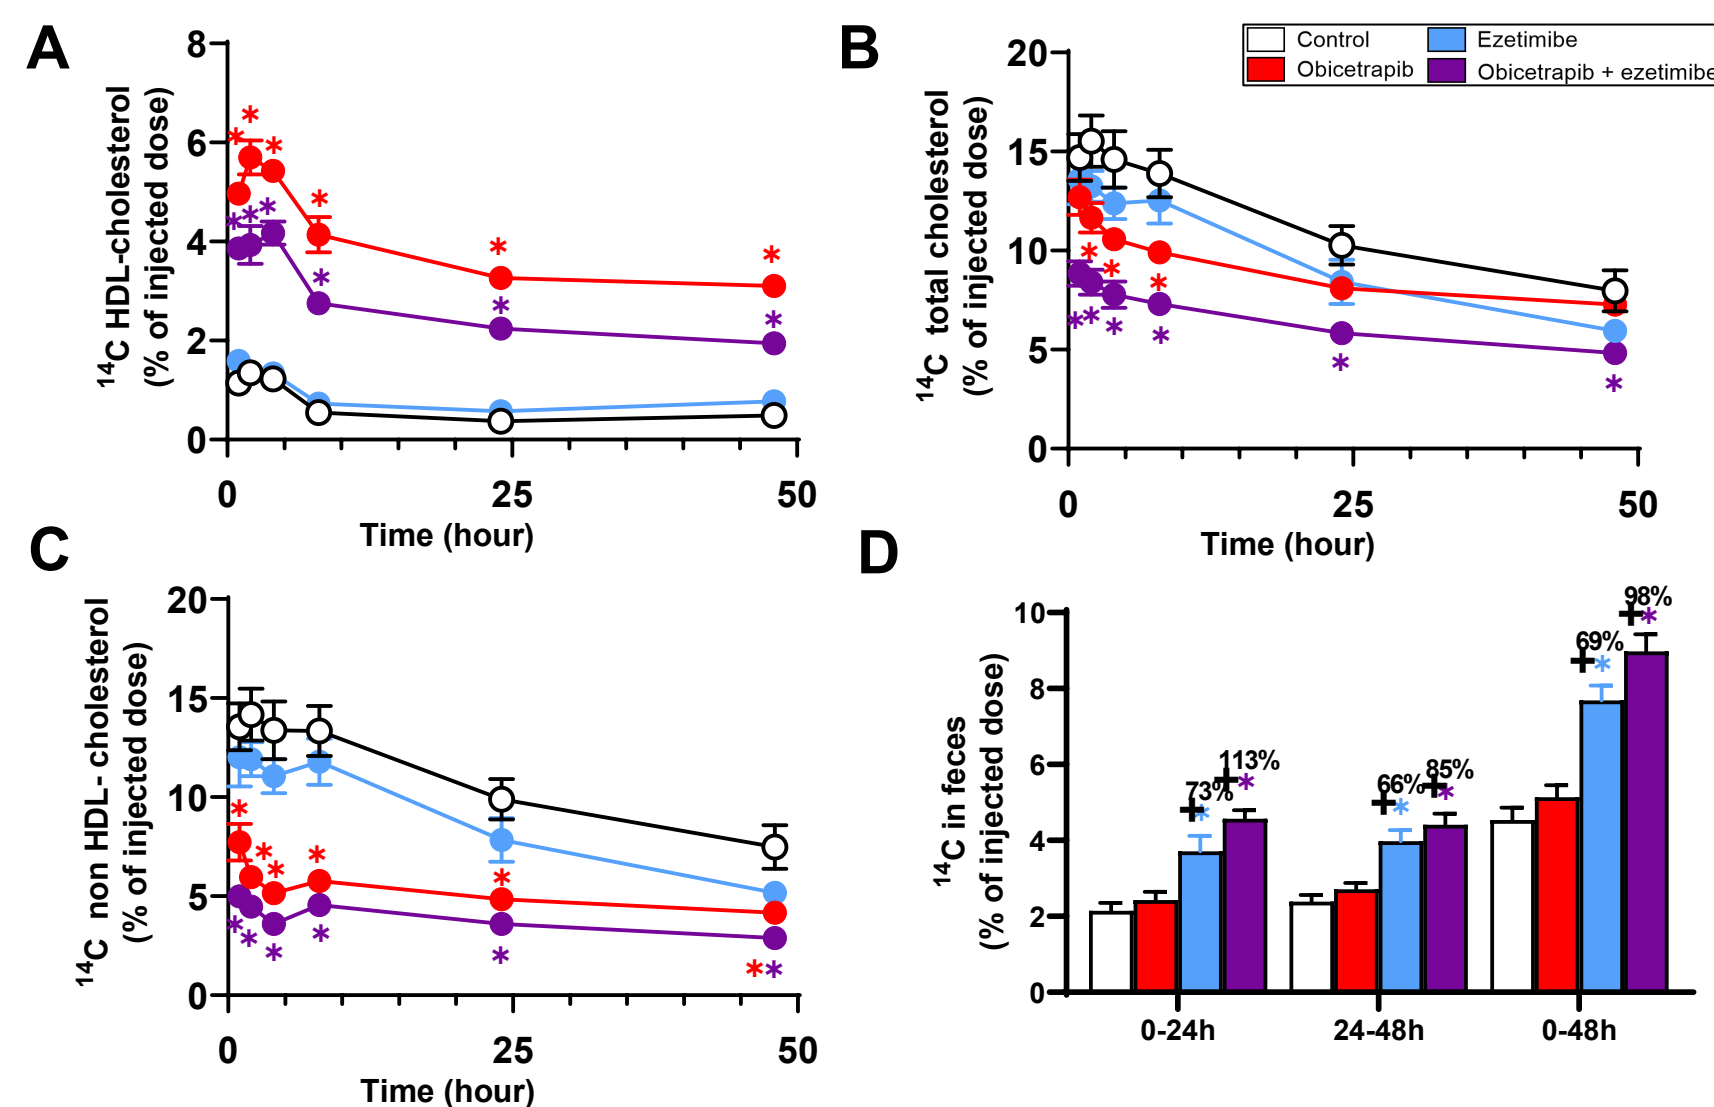 A
8
6
4
2
0
0 25 50
Time (hour)
14C HDL-cholesterol
(% of injected dose)
B
Control
Ezetimibe
Obicetrapib
Obicetrapib + ezetimibe
20
15
10
5
0
0 25 50
Time (hour)
14C total cholesterol
(% of injected dose)
* * * * * *
* * * * * *
* * *
* * * * * *
C
20
15
10
5
0
0 25 50
Time (hour)
14C non HDL- cholesterol
(% of injected dose)
* * * * * *
* * * * * *
D
10
8
6
4
2
0
0-24h 24-48h 0-48h
14C in feces
(% of injected dose)
+73% *
+113% *
+66% *
+85% *
+69% *
+98% *